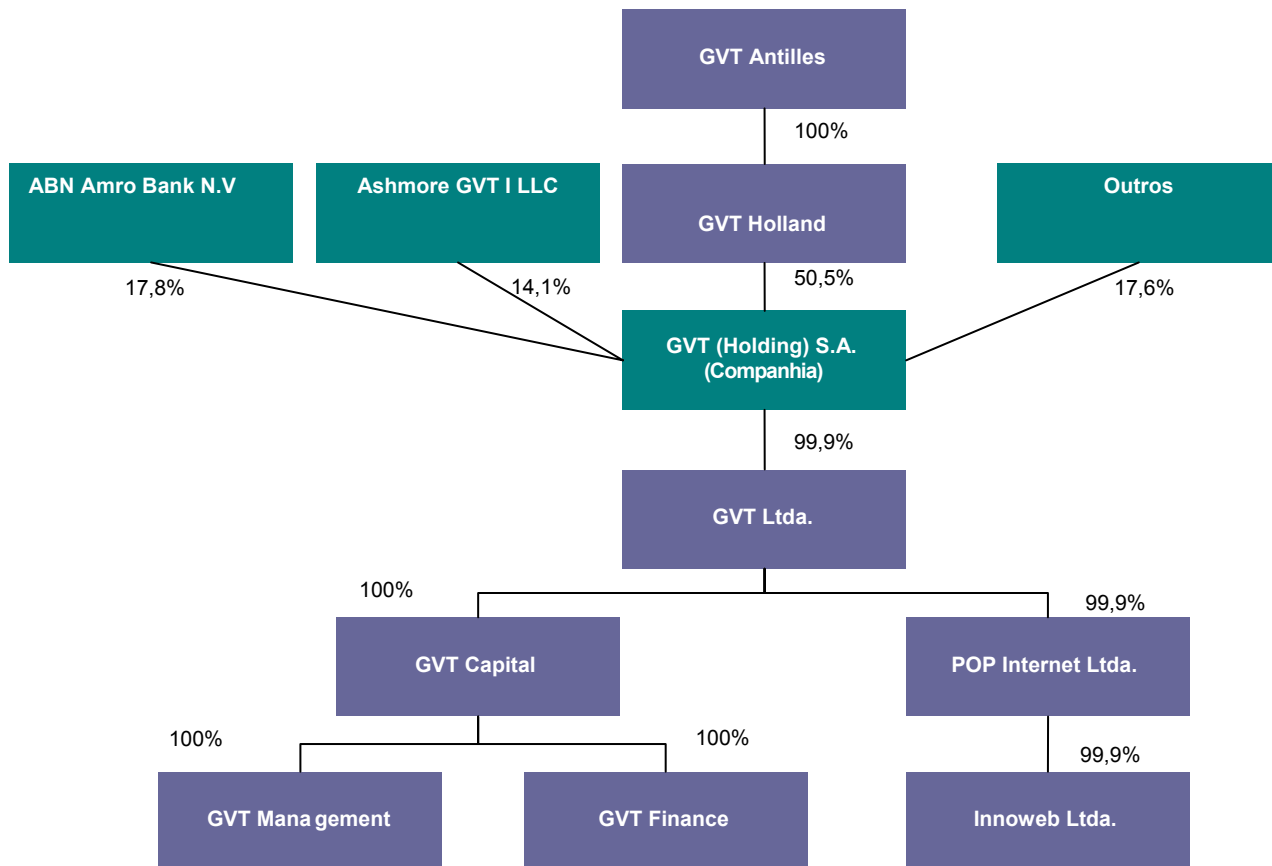 GVT Antilles
100%
ABN Amro Bank N.V
Ashmore GVT I LLC
GVT Holland
Outros
17,8%
14,1%
50,5%
17,6%
GVT (Holding) S.A.
(Companhia)
99,9%
GVT Ltda.
100%
99,9%
GVT Capital
POP Internet Ltda.
100%
100%
99,9%
GVT Mana gement
GVT Finance
Innoweb Ltda.